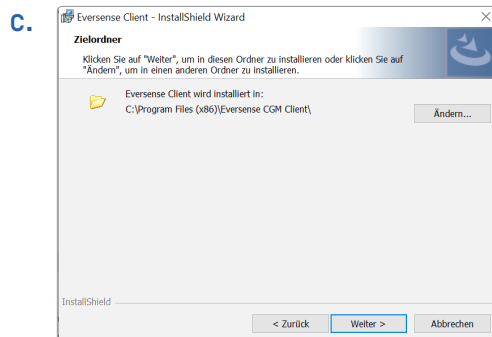 C.
Eversense Client - InstallShield Wizard
Zielordner
Klicken Sie auf "Weiter", um in diesen Ordner zu installieren oder klicken Sie auf
"Ändern", um in einen anderen Ordner zu installieren.
Eversense Client wird installiert in:
C:\Program Files (x86)\Eversense CGM Client\
Ändern...
InstallShield
< Zurück Weiter > Abbrechen